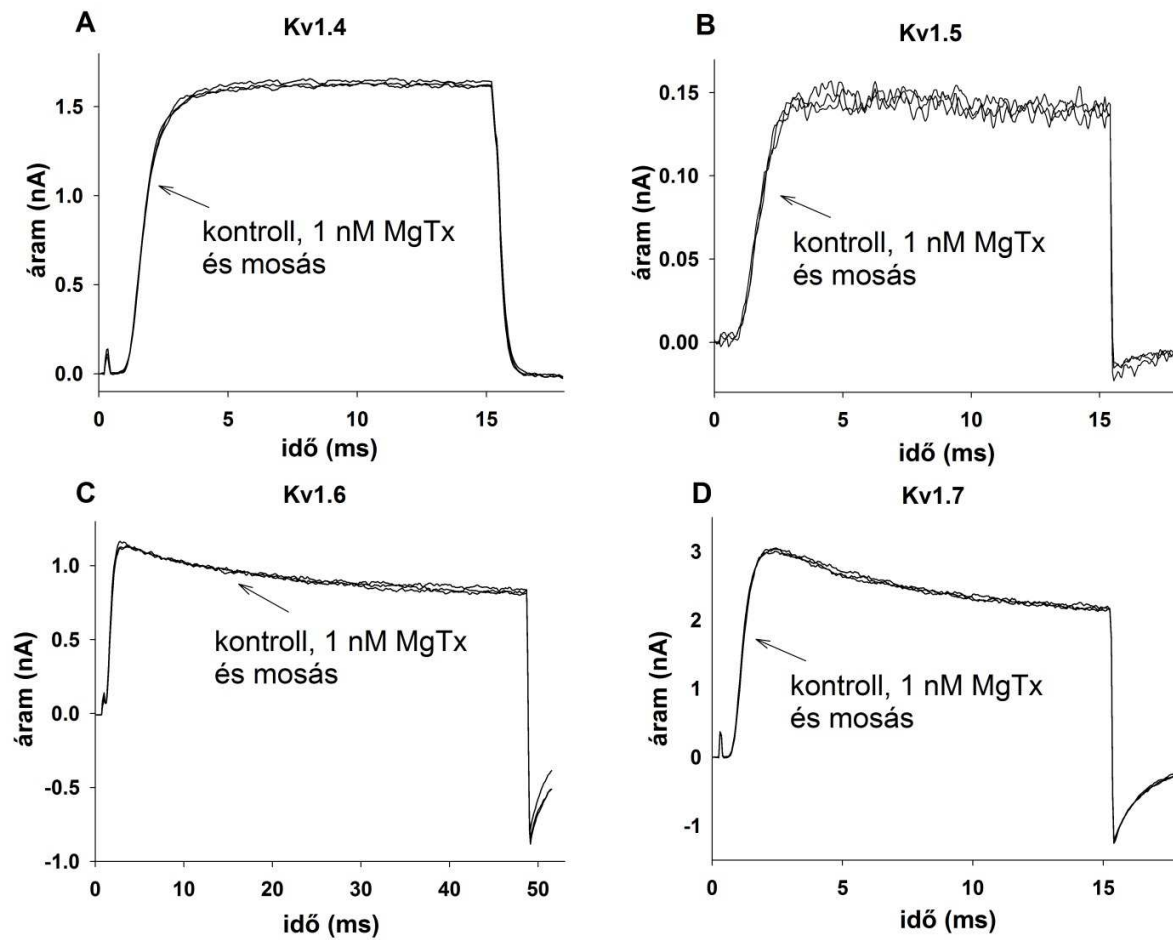 A
Kv1.4
áram (nA)
1.5
1.0
0.5
0.0
kontroll, 1 nM MgTx
és mosás
0
5
10
15
idő (ms)
B
Kv1.5
áram (nA)
0.15
0.10
0.05
0.00
kontroll, 1 nM MgTx
és mosás
0
5
10
15
idő (ms)
C
Kv1.6
áram (nA)
1.0
0.5
0.0
-0.5
-1.0
kontroll, 1 nM MgTx
és mosás
0
10
20
30
40
50
idő (ms)
D
Kv1.7
áram (nA)
3
2
1
0
-1
kontroll, 1 nM MgTx
és mosás
0
5
10
15
idő (ms)